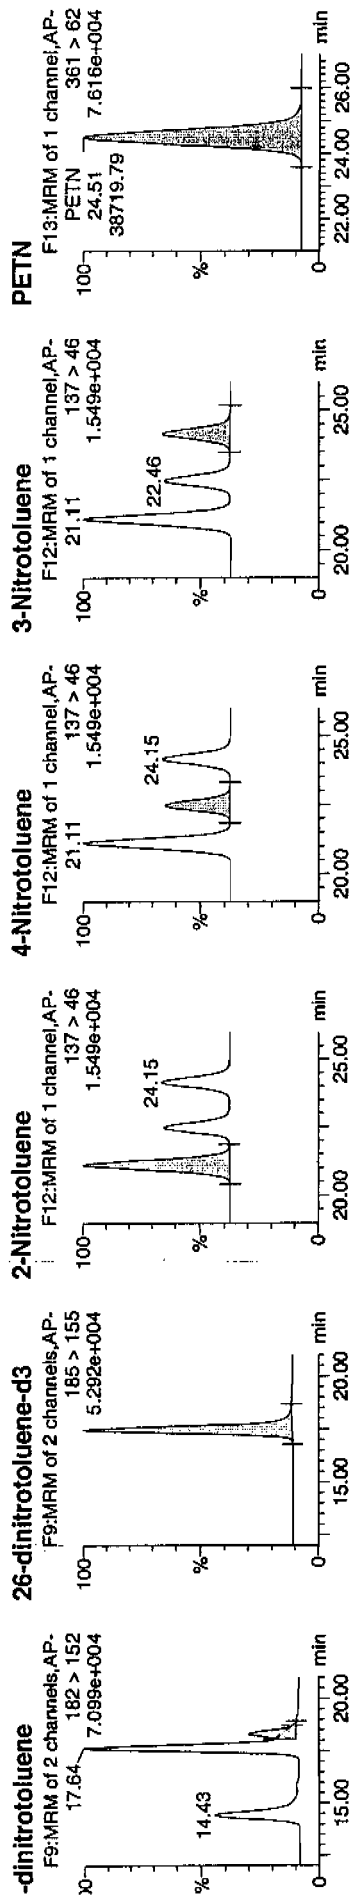 -dinitrotoluene
F9:MRM of 2 channels,AP-
182 > 152
7.099e+004
17.64
14.43
00
%
0
15.00
20.00
min
26-dinitrotoluene-d3
F9:MRM of 2 channels,AP-
185 > 155
5.292e+004
100
%
0
15.00
20.00
min
2-Nitrotoluene
F12:MRM of 1 channel,AP-
137 > 46
1.549e+004
24.15
100
%
0
20.00
25.00
min
4-Nitrotoluene
F12:MRM of 1 channel,AP-
137 > 46
1.549e+004
21.11
24.15
100
%
0
20.00
25.00
min
3-Nitrotoluene
F12:MRM of 1 channel,AP-
137 > 46
1.549e+004
21.11
22.46
100
%
0
20.00
25.00
min
PETN
F13:MRM of 1 channel,AP-
361 > 62
7.616e+004
PETN
24.51
38719.79
100
%
0
22.00
24.00
26.00
min